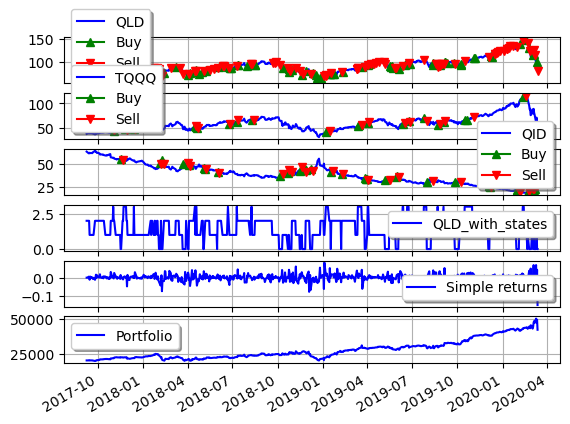 QLD
Buy
Sell
150
100
TQQQ
Buy
Sell
100
50
QID
Buy
Sell
50
25
QLD_with_states
2.5
0.0
Simple returns
0.0
−0.1
Portfolio
50000
25000
2017-10 2018-01 2018-04 2018-07 2018-10 2019-01 2019-04 2019-07 2019-10 2020-01 2020-04